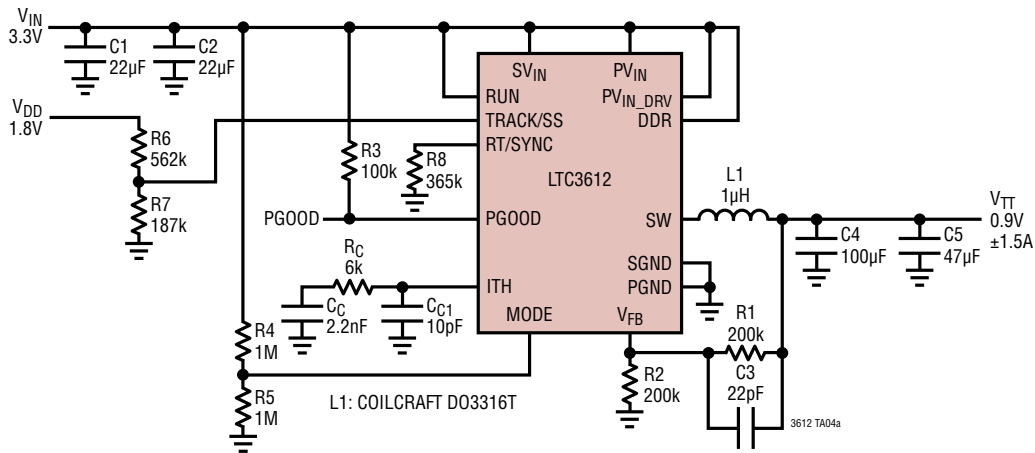 VIN
3.3V
C1
22µF
C2
22µF
VDD
1.8V
R6
562k
R7
187k
R3
100k
PGOOD
R8
365k
RC
6k
CC
2.2nF
CC1
10pF
R4
1M
R5
1M
SVIN
PVIN
RUN
PVIN_DRV
TRACK/SS
DDR
RT/SYNC
LTC3612
PGOOD
SW
SGND
ITH
PGND
MODE
VFB
L1
1µH
VTT
0.9V
±1.5A
C4
100µF
C5
47µF
R1
200k
C3
22pF
R2
200k
L1: COILCRAFT DO3316T
3612 TA04a